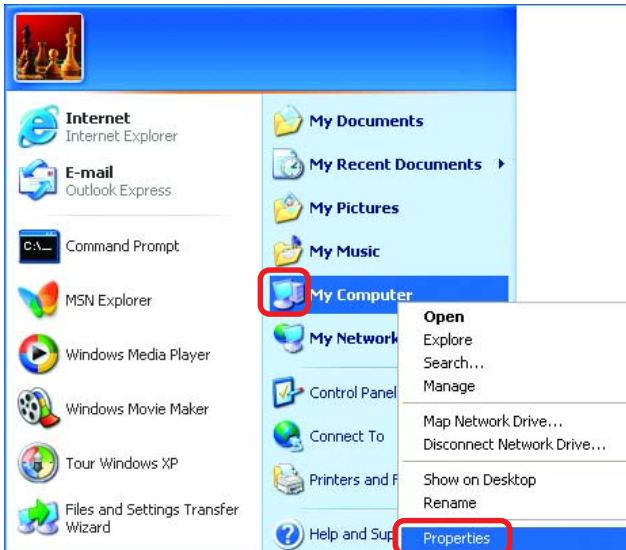 Internet
Internet Explorer
E-mail
Outlook Express
C:\_
Command Prompt
MSN Explorer
Windows Media Player
Windows Movie Maker
Tour Windows XP
Files and Settings Transfer
Wizard
My Documents
My Recent Documents
My Pictures
My Music
My Computer
My Network
Control Panel
Connect To
Printers and F
Help and Sup
Open
Explore
Search...
Manage
Map Network Drive...
Disconnect Network Drive...
Show on Desktop
Rename
Properties